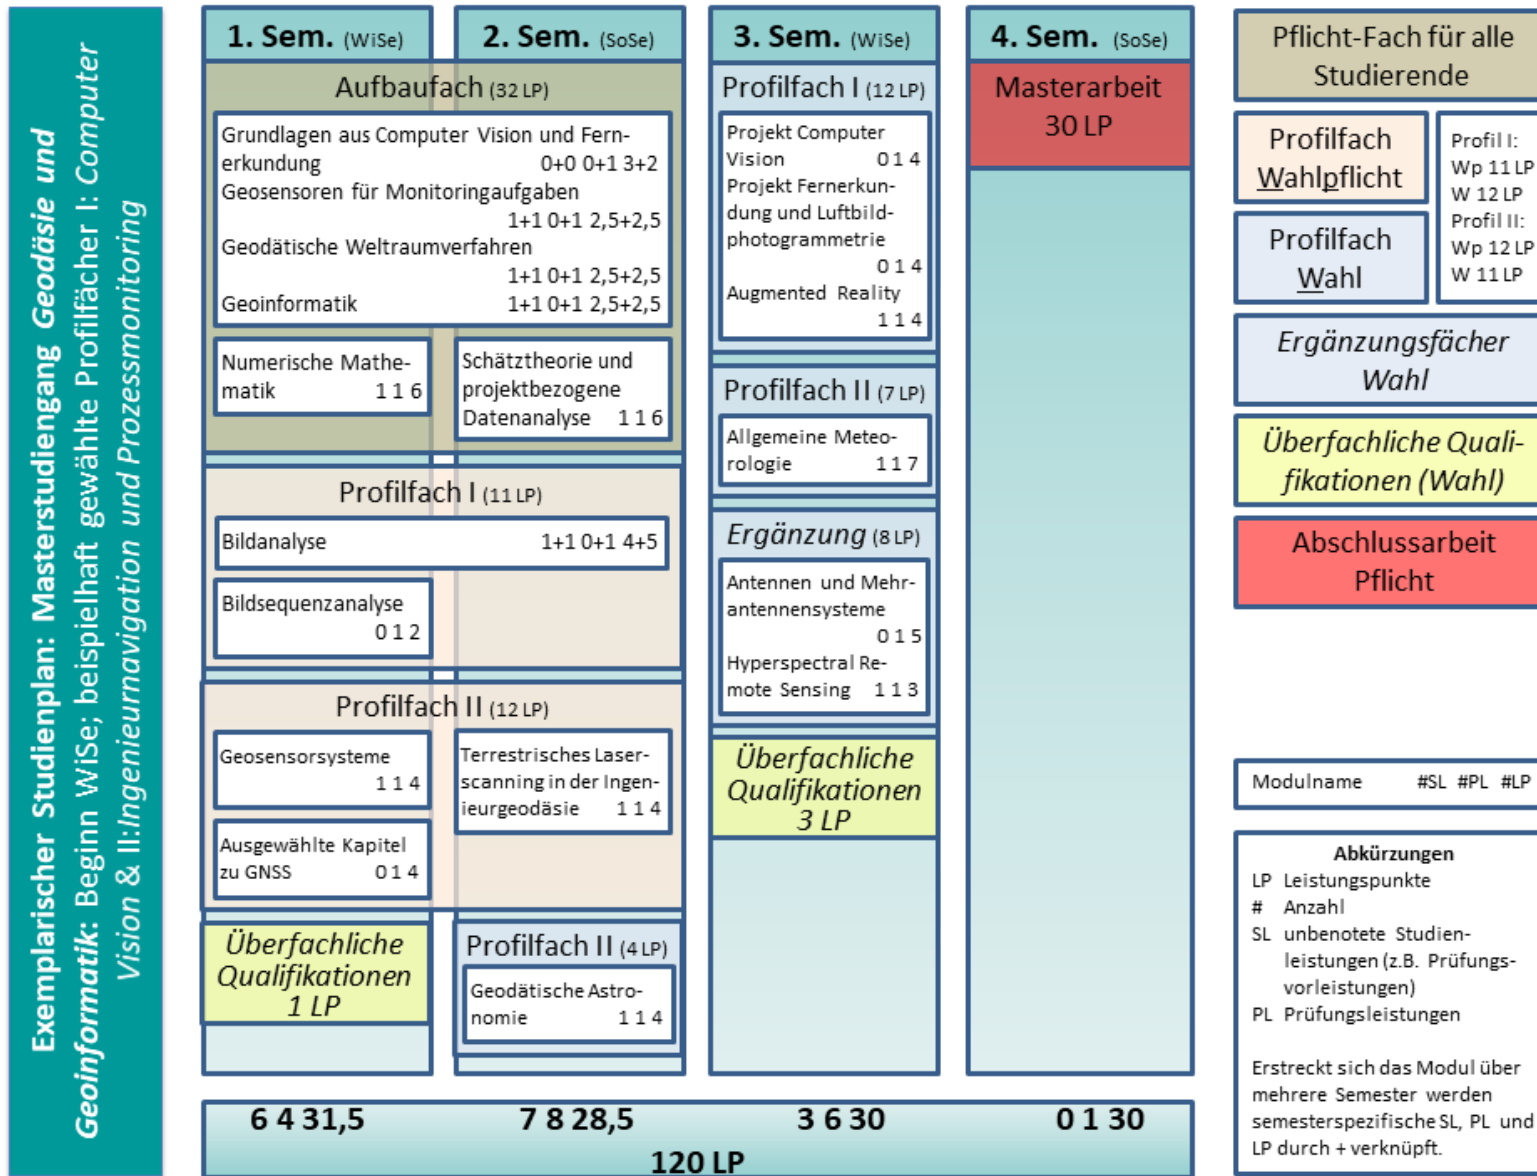 Exemplarischer Studienplan: Masterstudiengang Geodäsie und
Geoinformatik: Beginn WiSe; beispielhaft gewählte Profilfächer I: Computer
Vision & II:Ingenieurnavigation und Prozessmonitoring
1. Sem. (WiSe)
2. Sem. (SoSe)
Aufbaufach (32 LP)
Grundlagen aus Computer Vision und Fern-
erkundung 0+0 0+1 3+2
Geosensoren für Monitoringaufgaben
1+1 0+1 2,5+2,5
Geodätische Weltraumverfahren
1+1 0+1 2,5+2,5
Geoinformatik 1+1 0+1 2,5+2,5
Numerische Mathe-
matik 1 1 6
Schätztheorie und
projektbezogene
Datenanalyse 1 1 6
Profilfach I (11 LP)
Bildanalyse 1+1 0+1 4+5
Bildsequenzanalyse
0 1 2
Profilfach II (12 LP)
Geosensorsysteme
1 1 4
Terrestrisches Laser-
scanning in der Ingen-
ieurgeodäsie 1 1 4
Ausgewählte Kapitel
zu GNSS 0 1 4
Überfachliche
Qualifikationen
1 LP
Profilfach II (4 LP)
Geodätische Astro-
nomie 1 1 4
3. Sem. (WiSe)
Profilfach I (12 LP)
Projekt Computer
Vision 0 1 4
Projekt Fernerkun-
dung und Luftbild-
photogrammetrie
0 1 4
Augmented Reality
1 1 4
Profilfach II (7 LP)
Allgemeine Meteo-
rologie 1 1 7
Ergänzung (8 LP)
Antennen und Mehr-
antennensysteme
0 1 5
Hyperspectral Re-
mote Sensing 1 1 3
Überfachliche
Qualifikationen
3 LP
4. Sem. (SoSe)
Masterarbeit
30 LP
6 4 31,5
7 8 28,5
3 6 30
0 1 30
120 LP
Pflicht-Fach für alle
Studierende
Profilfach
Wahlpflicht
Profilfach
Wahl
Profil I:
Wp 11 LP
W 12 LP
Profil II:
Wp 12 LP
W 11 LP
Ergänzungsfächer
Wahl
Überfachliche Quali-
fikationen (Wahl)
Abschlussarbeit
Pflicht
Modulname #SL #PL #LP
Abkürzungen
LP Leistungspunkte
# Anzahl
SL unbenotete Studien-
leistungen (z.B. Prüfungs-
vorleistungen)
PL Prüfungsleistungen
Erstreckt sich das Modul über
mehrere Semester werden
semesterspezifische SL, PL und
LP durch + verknüpft.